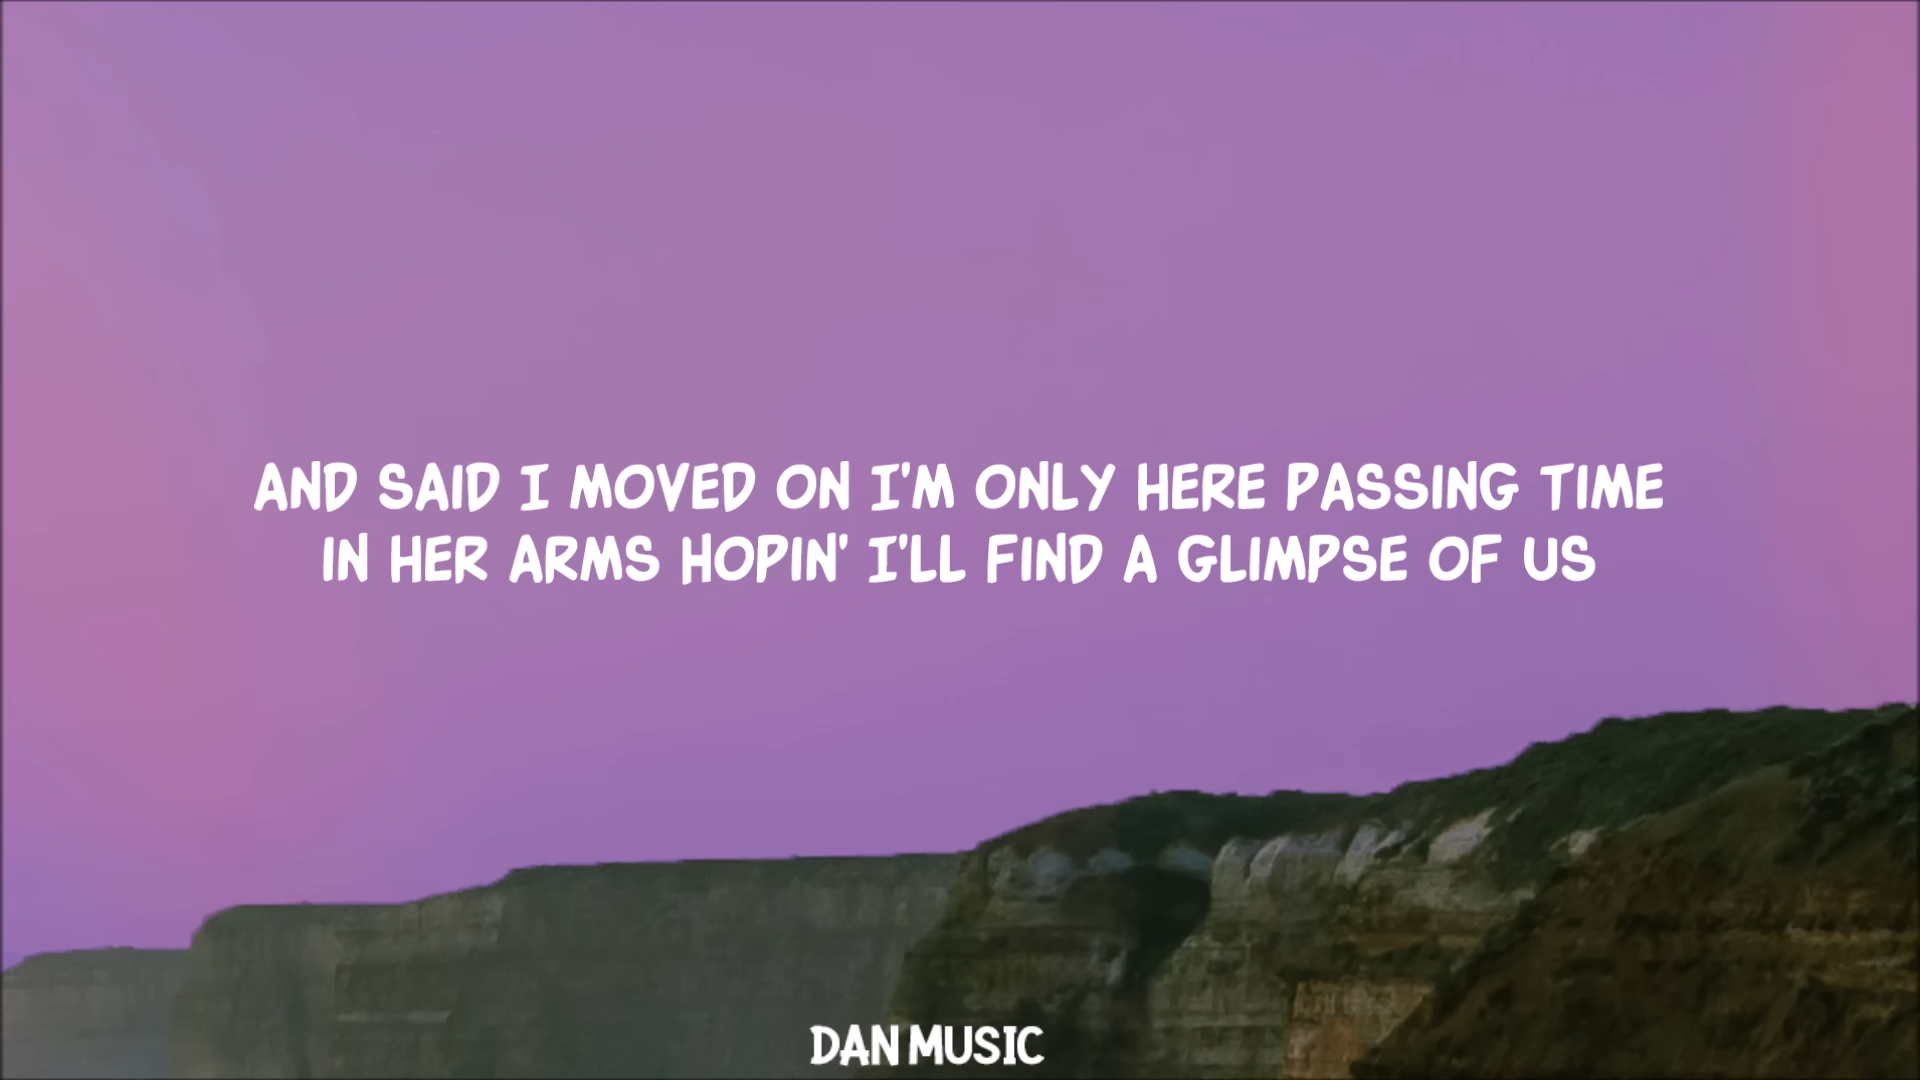 AND SAID I MOVED ON I'M ONLY HERE PASSING TIME
IN HER ARMS HOPIN' I'LL FIND A GLIMPSE OF US
DAN MUSIC